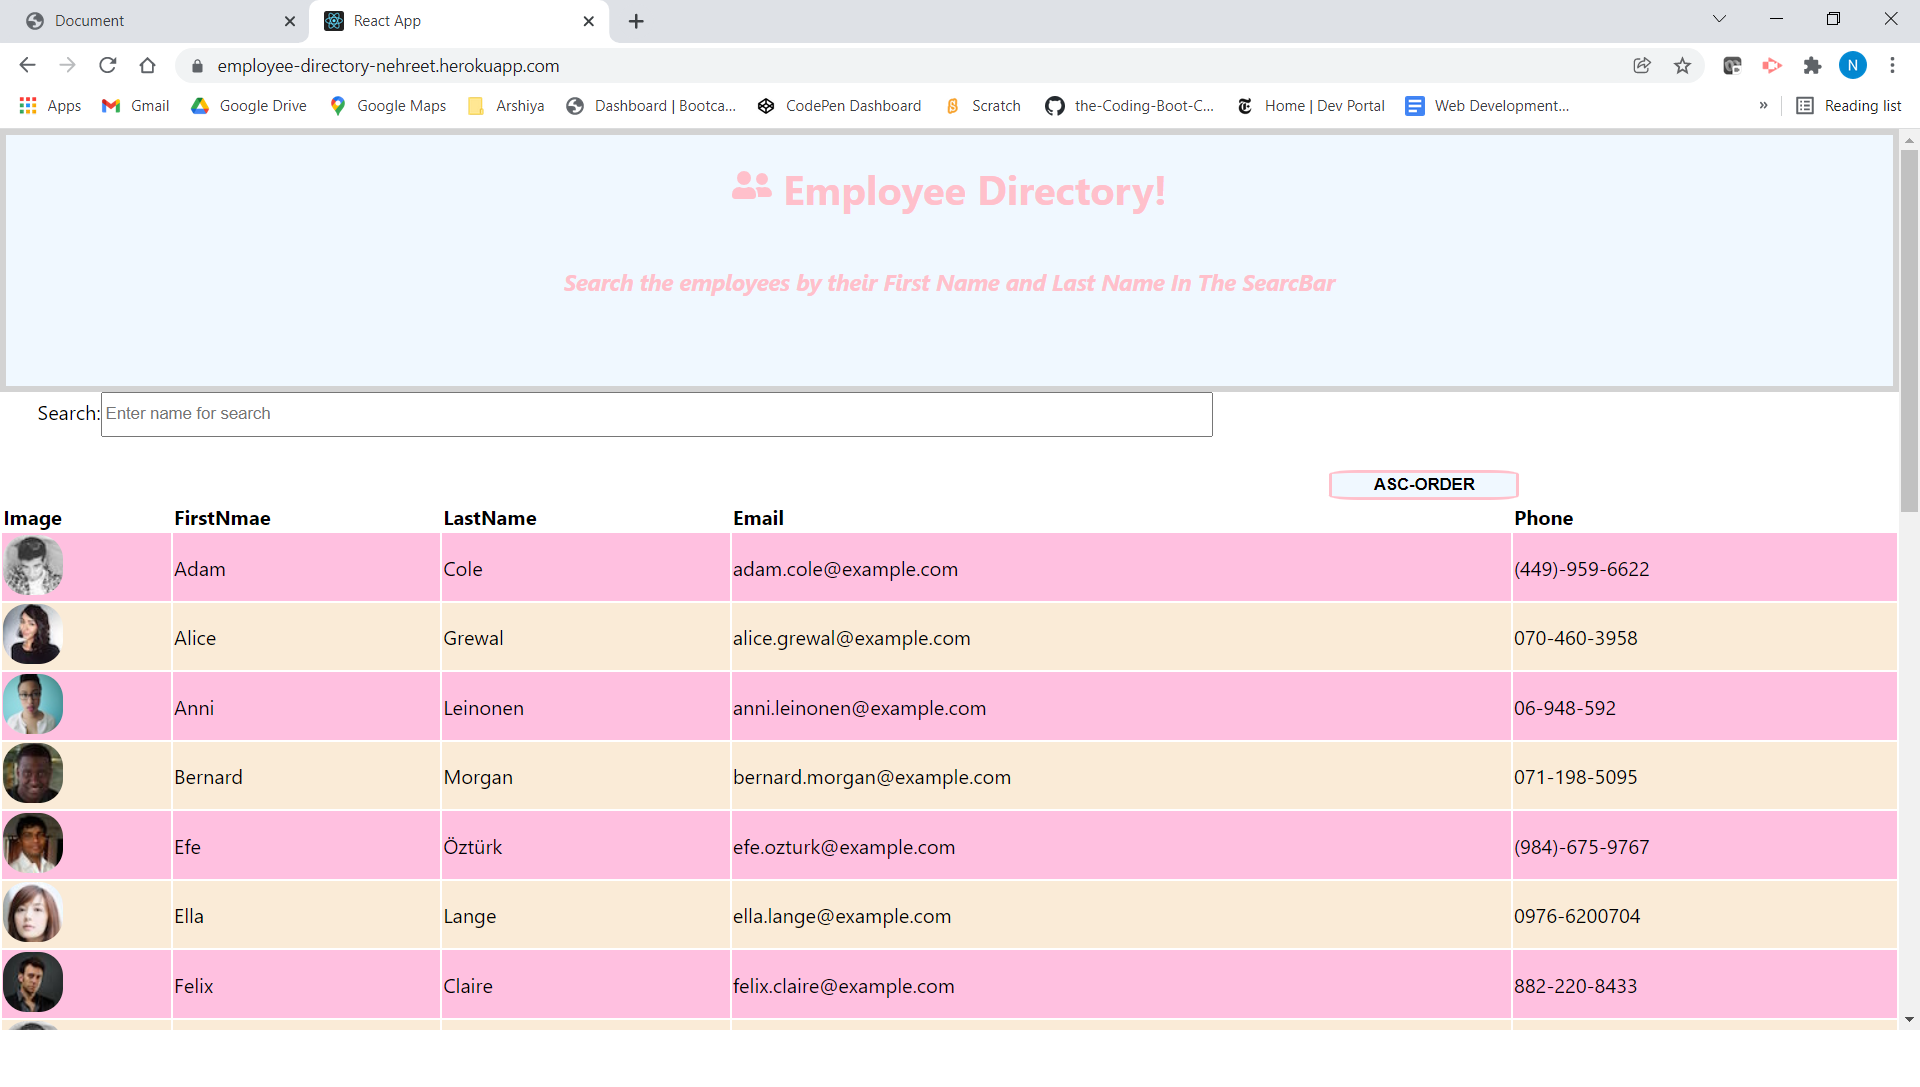 Document
React App
employee-directory-nehreet.herokuapp.com
N
Apps Gmail Google Drive Google Maps Arshiya Dashboard | Bootca... CodePen Dashboard Scratch the-Coding-Boot-C... Home | Dev Portal Web Development... » Reading list
Employee Directory!
Search the employees by their First Name and Last Name In The SearcBar
Search: Enter name for search
ASC-ORDER
Image FirstNmae LastName Email Phone
Adam Cole adam.cole@example.com (449)-959-6622
Alice Grewal alice.grewal@example.com 070-460-3958
Anni Leinonen anni.leinonen@example.com 06-948-592
Bernard Morgan bernard.morgan@example.com 071-198-5095
Efe Öztürk efe.ozturk@example.com (984)-675-9767
Ella Lange ella.lange@example.com 0976-6200704
Felix Claire felix.claire@example.com 882-220-8433